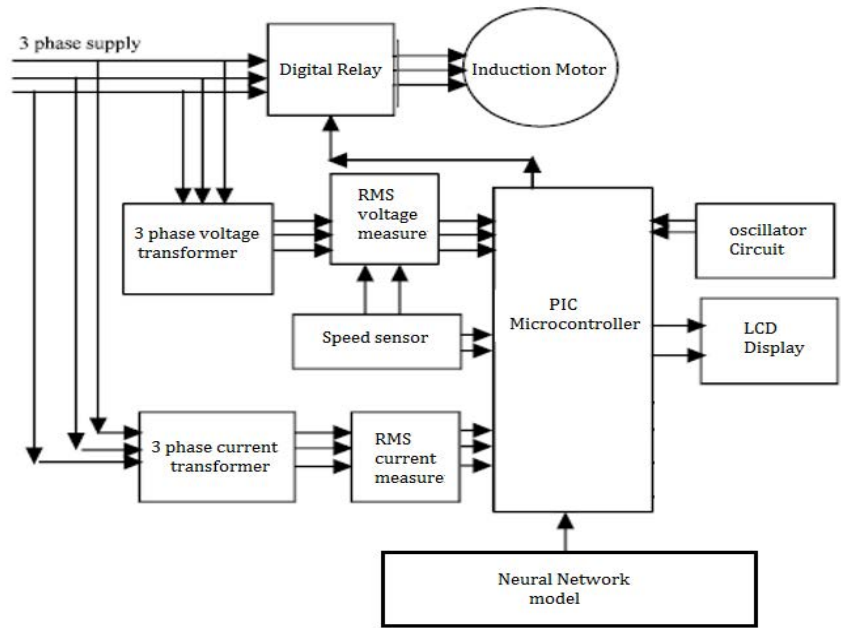 3 phase supply
Digital Relay
Induction Motor
RMS
voltage
measure
3 phase voltage
transformer
oscillator
Circuit
PIC
Microcontroller
Speed sensor
LCD
Display
3 phase current
transformer
RMS
current
measure
Neural Network
model